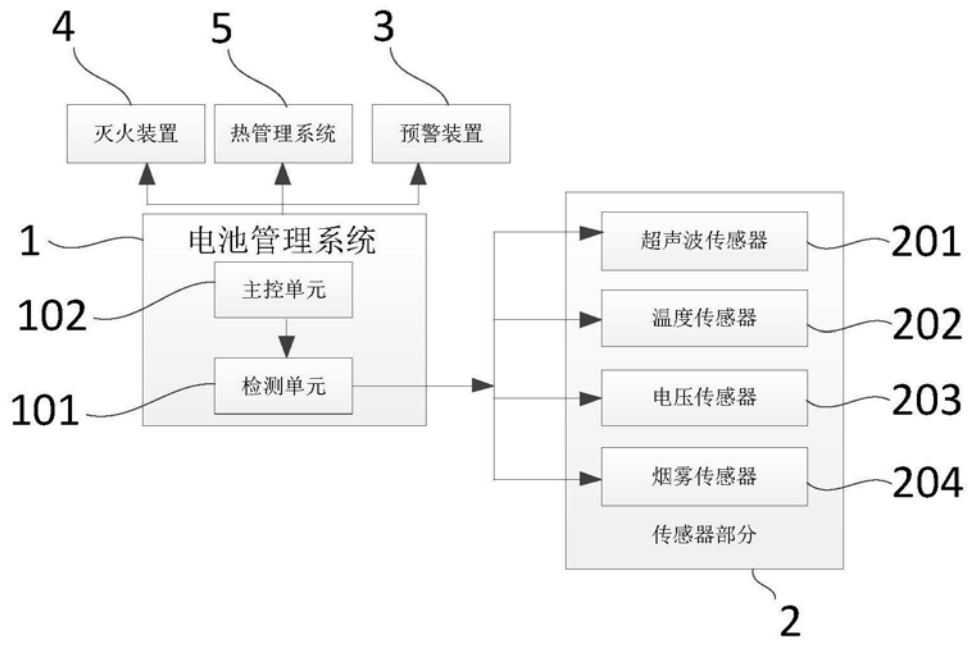 4
5
3
灭火装置
热管理系统
预警装置
1
电池管理系统
超声波传感器
201
102
主控单元
温度传感器
202
101
检测单元
电压传感器
203
烟雾传感器
204
传感器部分
2